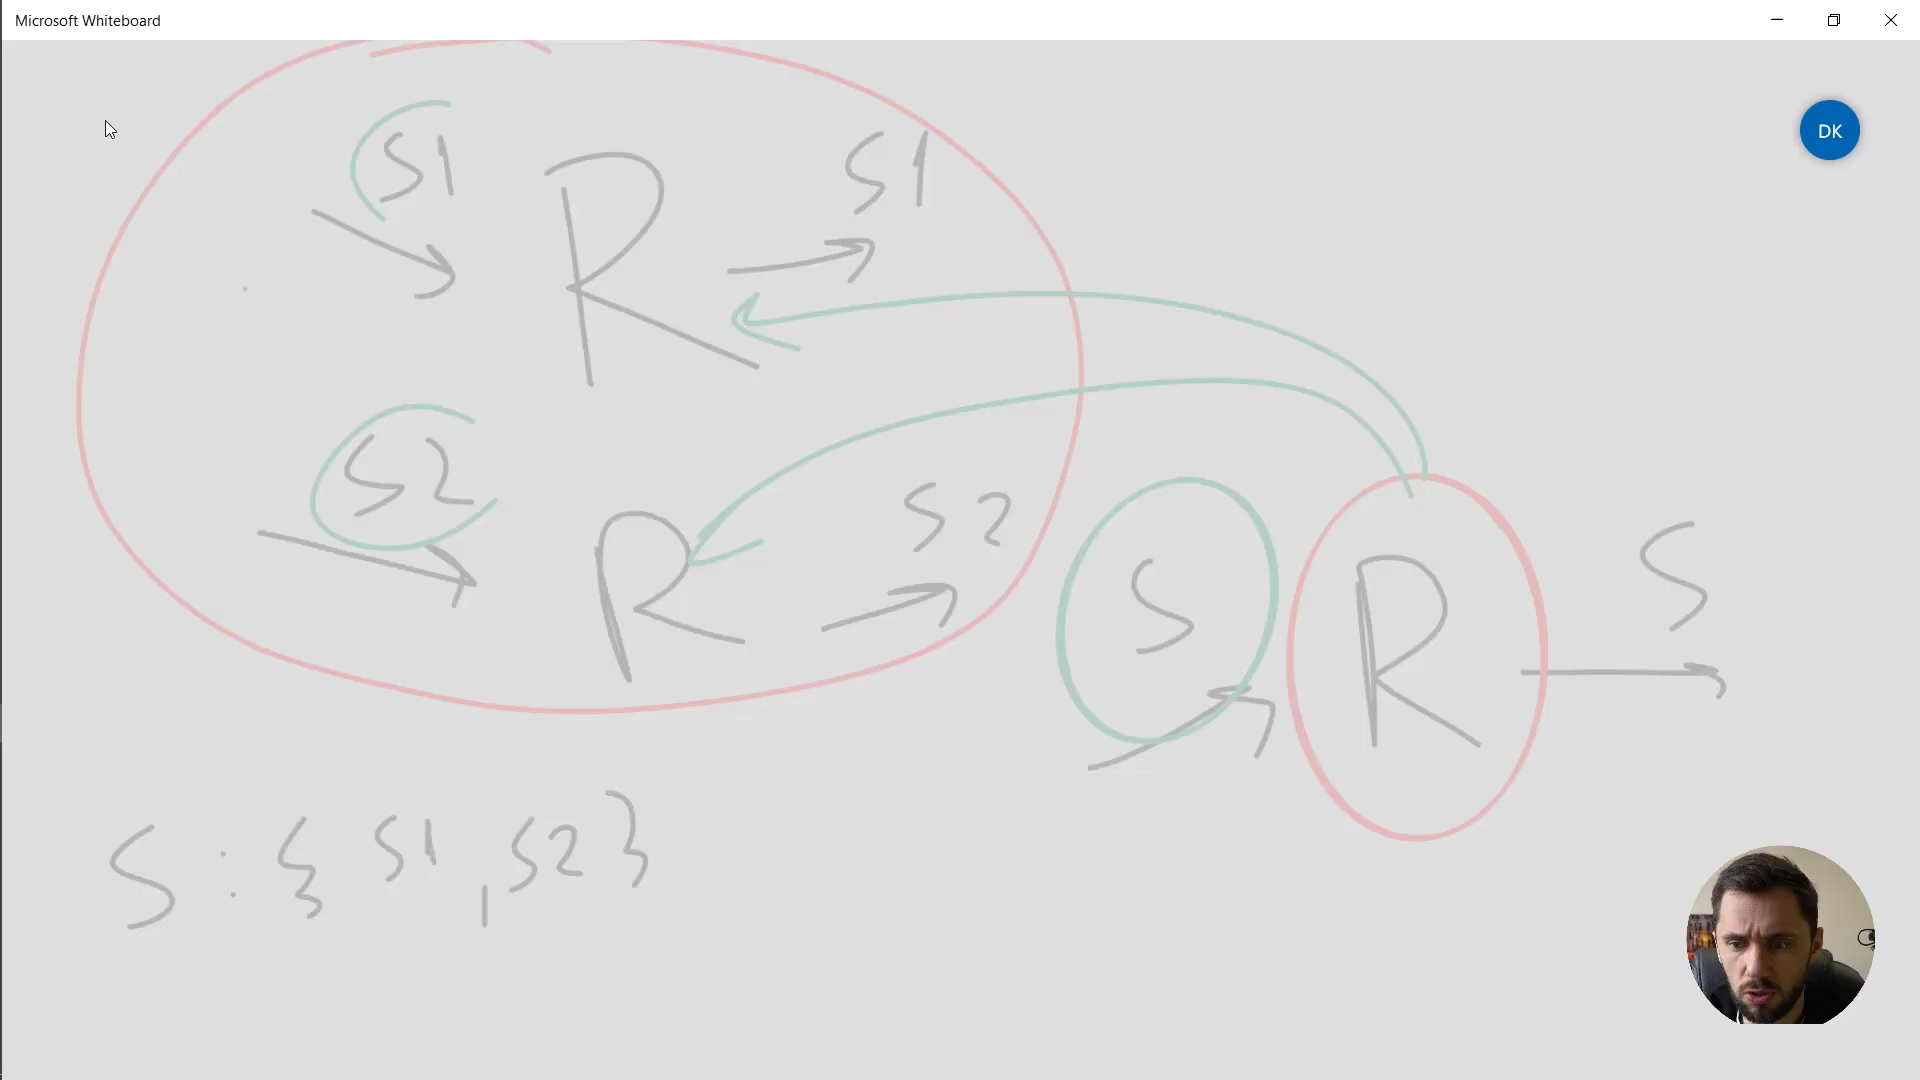 Microsoft Whiteboard
DK
S1 R S1
S2 R S2
S R S
S : { S1 , S2 }